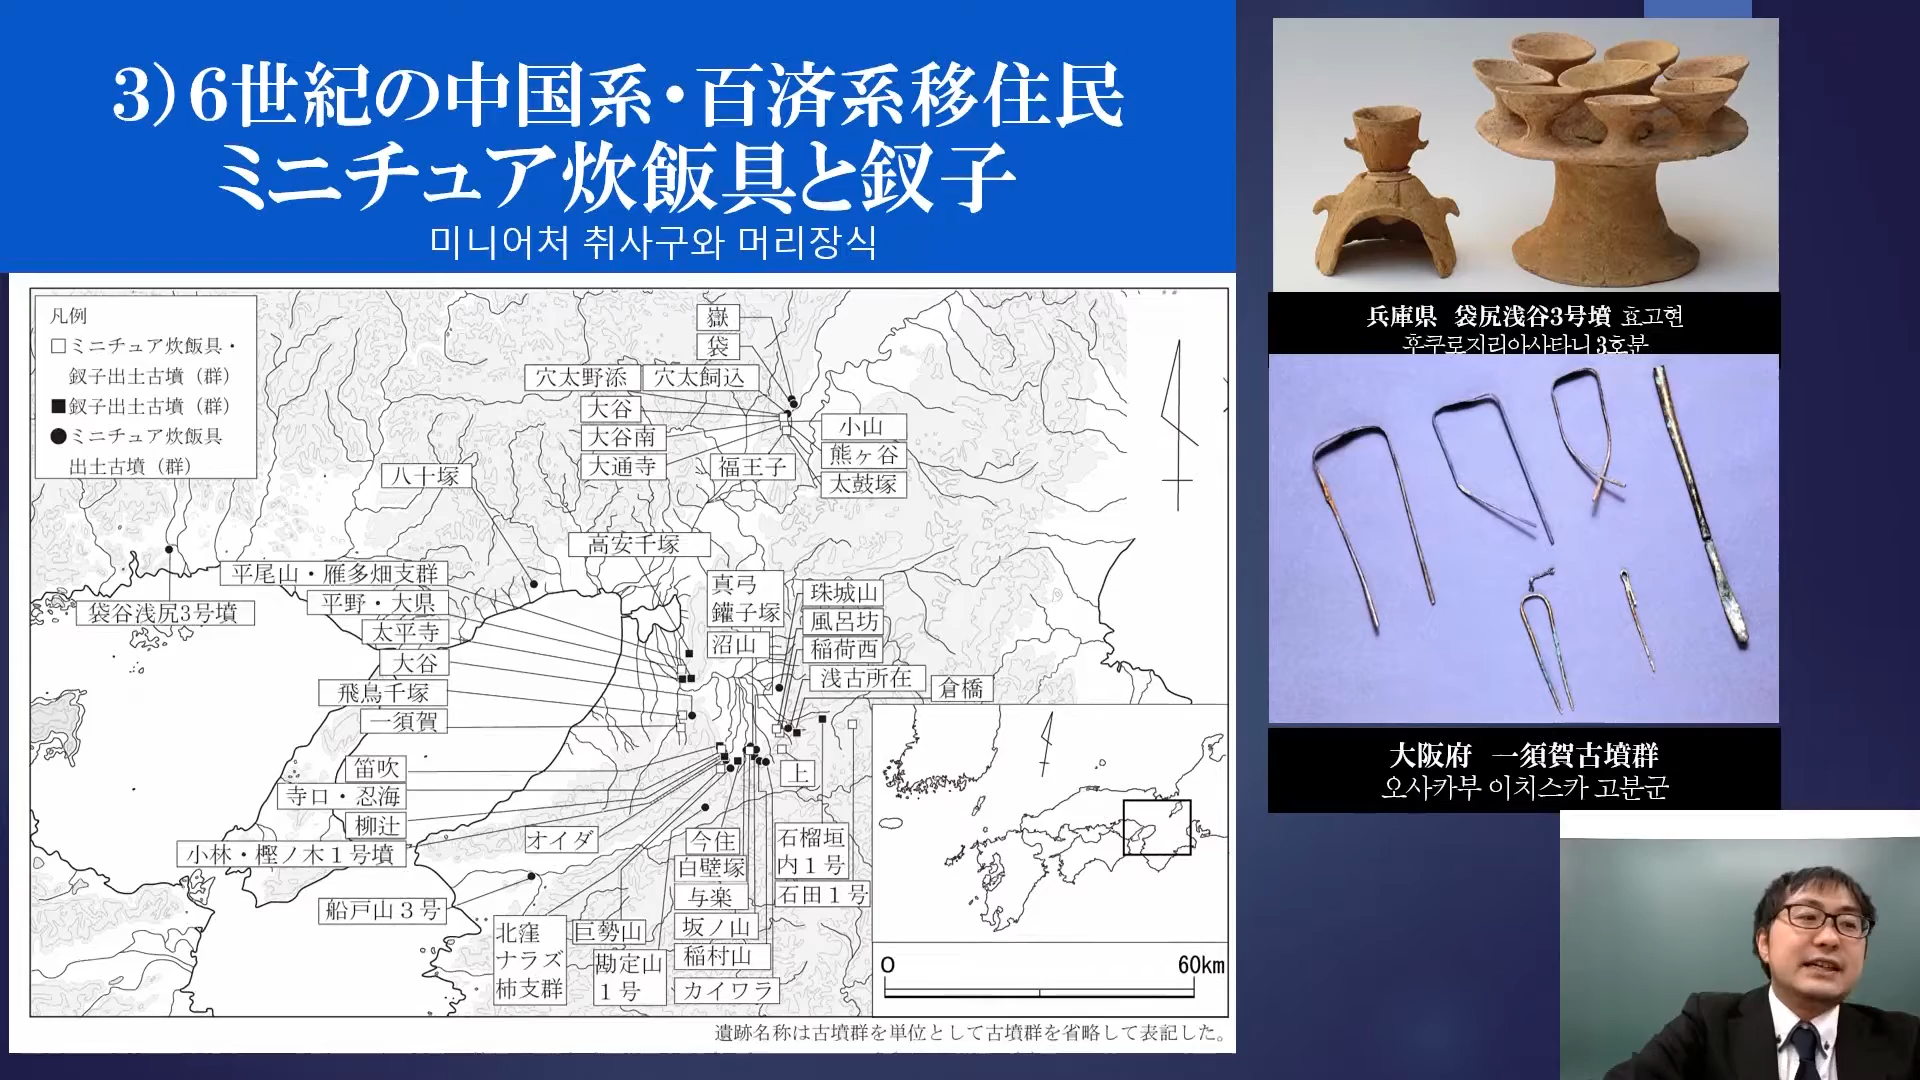 3）6世紀の中国系・百済系移住民
ミニチュア炊飯具と釵子
미니어처 취사구와 머리장식
凡例
□ミニチュア炊飯具・
釵子出土古墳（群）
■釵子出土古墳（群）
●ミニチュア炊飯具
出土古墳（群）
嶽
袋
穴太野添
穴太飼込
大谷
大谷南
大通寺
福王子
小山
熊ヶ谷
太鼓塚
八十塚
高安千塚
平尾山・雁多畑支群
平野・大県
太平寺
大谷
飛鳥千塚
一須賀
袋谷浅尻3号墳
真弓
鑵子塚
沼山
珠城山
風呂坊
稲荷西
浅古所在
倉橋
笛吹
寺口・忍海
柳辻
小林・樫ノ木１号墳
船戸山３号
オイダ
上
今住
白壁塚
与楽
坂ノ山
稲村山
カイワラ
石榴垣
内１号
石田１号
北窪
ナラズ
柿支群
巨勢山
勘定山
１号
0
60km
遺跡名称は古墳群を単位として古墳群を省略して表記した。
兵庫県　袋尻浅谷3号墳 효고현
후쿠로지리아사타니 3호분
大阪府　一須賀古墳群
오사카부 이치스카 고분군